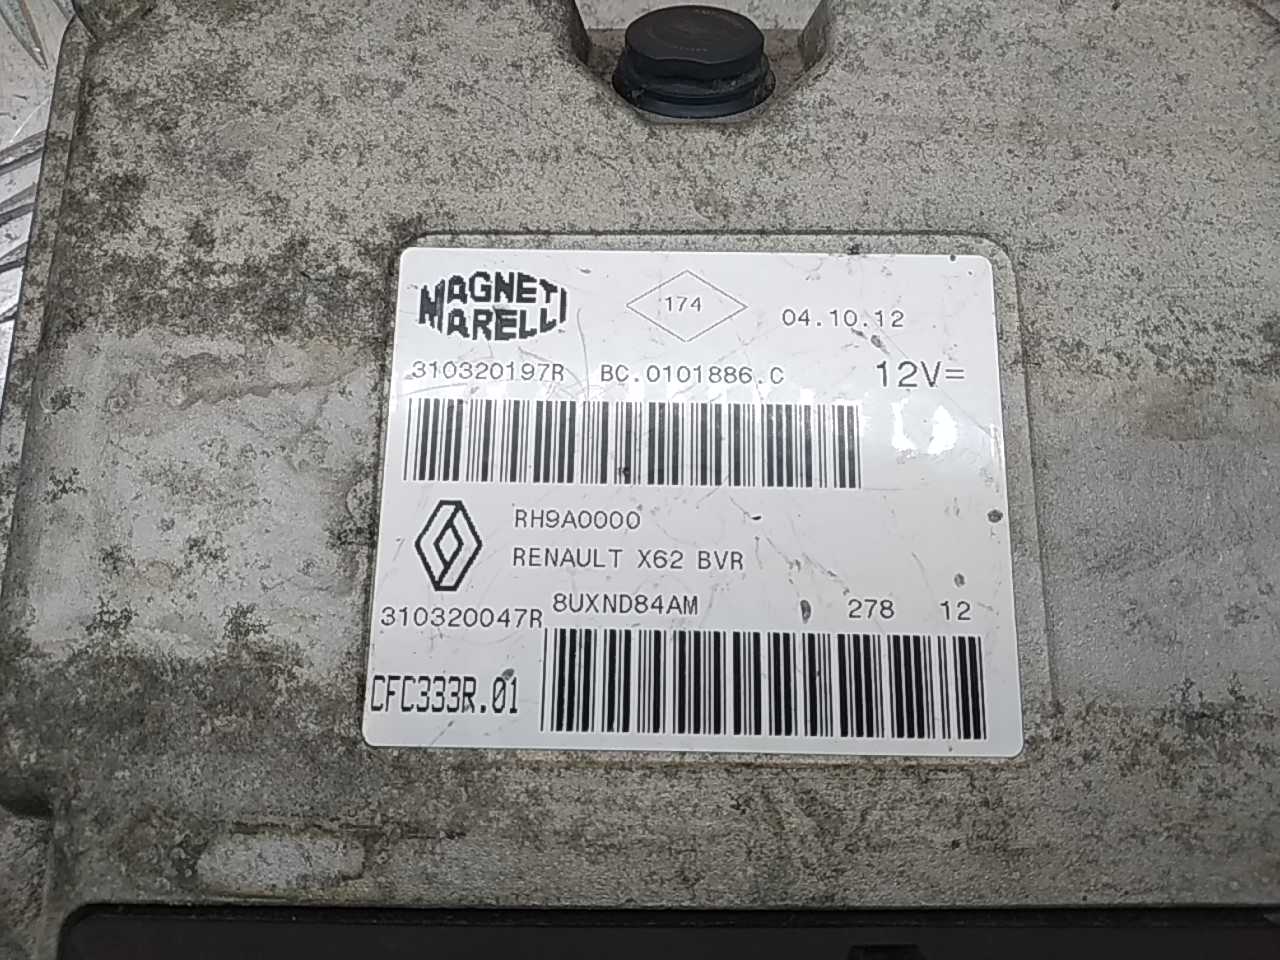 MAGNETI
MARELLI
174
04.10.12
310320197R BC.0101886.C 12V=
RH9A0000
RENAULT X62 BVR
310320047R 8UXND84AM 278 12
CFC333R.01